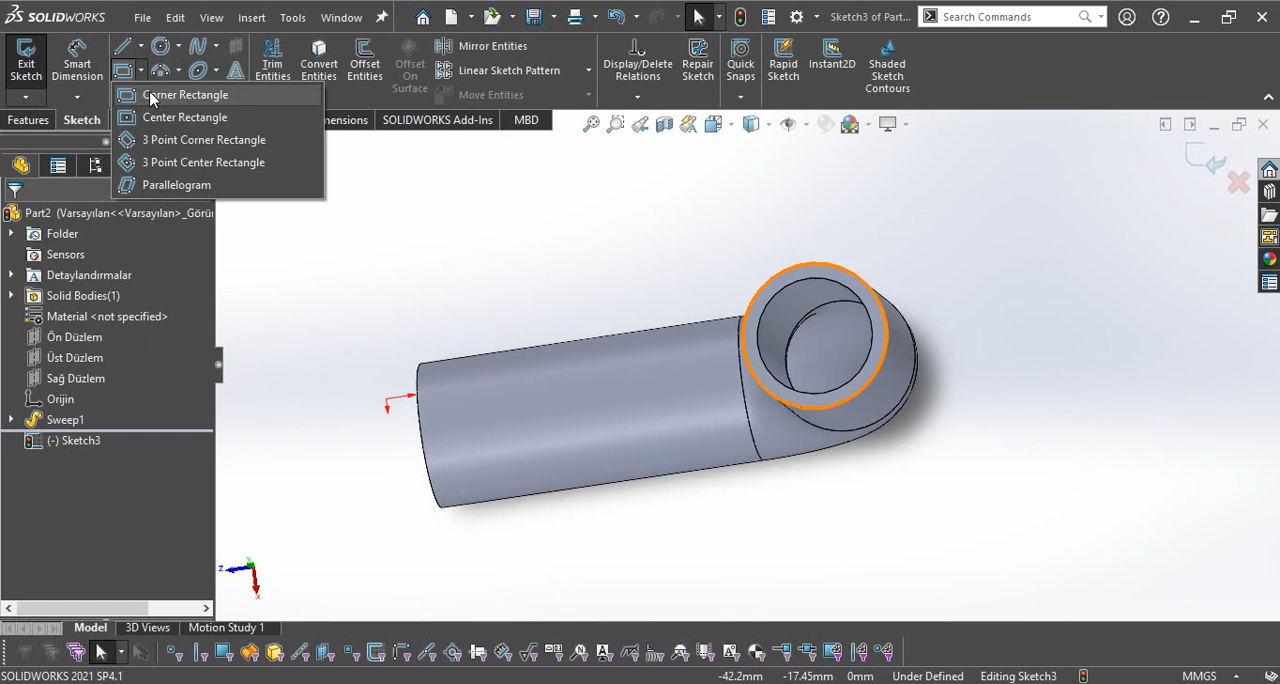 SOLIDWORKS File Edit View Insert Tools Window Sketch3 of Part... Search Commands
Exit Sketch
Smart Dimension
Trim Entities
Convert Entities
Offset Entities
Offset On Surface
Mirror Entities
Linear Sketch Pattern
Move Entities
Display/Delete Relations
Repair Sketch
Quick Snaps
Rapid Sketch
Instant2D
Shaded Sketch Contours
Corner Rectangle
Center Rectangle
3 Point Corner Rectangle
3 Point Center Rectangle
Parallelogram
Features Sketch SOLIDWORKS Add-Ins MBD
Part2 (Varsayılan<<Varsayılan>_Görür
Folder
Sensors
Detaylandırmalar
Solid Bodies(1)
Material <not specified>
Ön Düzlem
Üst Düzlem
Sağ Düzlem
Orijin
Sweep1
(-) Sketch3
Z
Y
X
Model 3D Views Motion Study 1
SOLIDWORKS 2021 SP4.1 -42.2mm -17.45mm 0mm Under Defined Editing Sketch3 MMGS